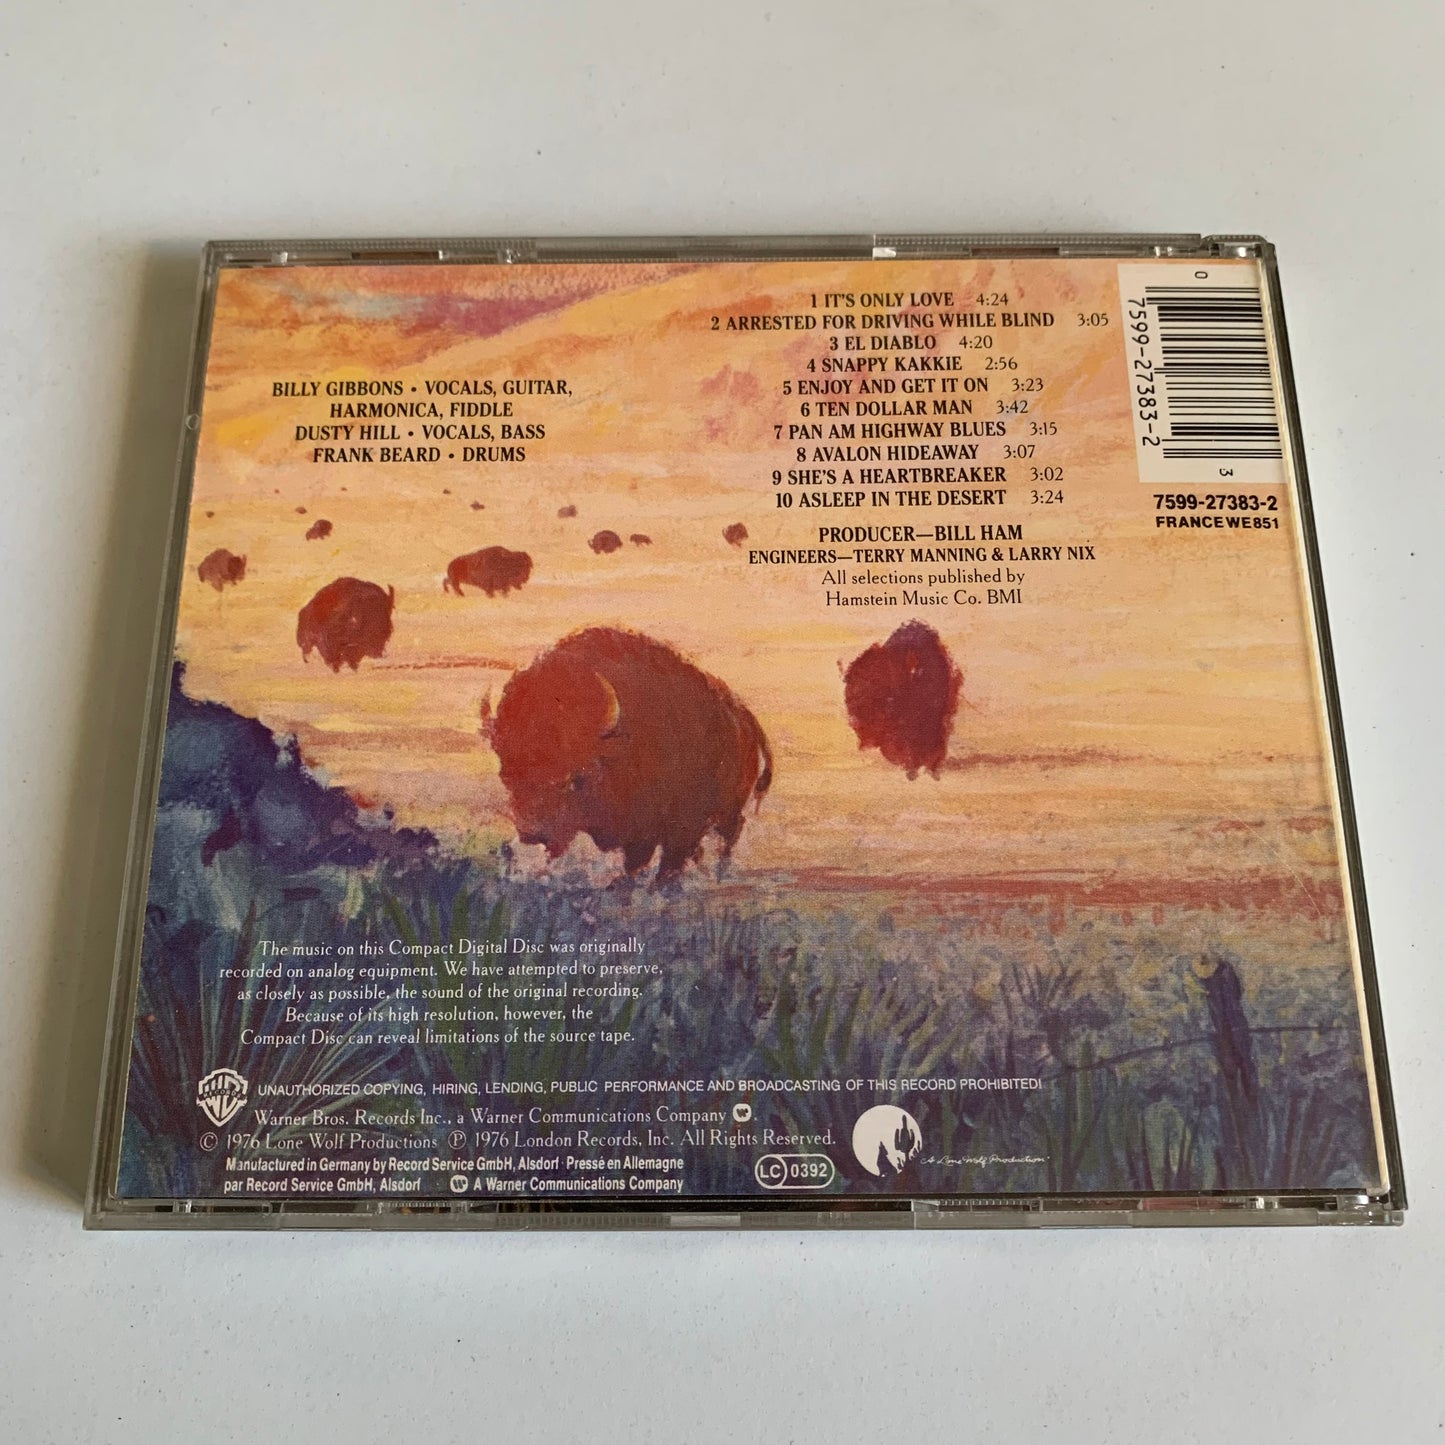 BILLY GIBBONS • VOCALS, GUITAR,
HARMONICA, FIDDLE
DUSTY HILL • VOCALS, BASS
FRANK BEARD • DRUMS
1 IT'S ONLY LOVE 4:24
2 ARRESTED FOR DRIVING WHILE BLIND 3:05
3 EL DIABLO 4:20
4 SNAPPY KAKKIE 2:56
5 ENJOY AND GET IT ON 3:23
6 TEN DOLLAR MAN 3:42
7 PAN AM HIGHWAY BLUES 3:15
8 AVALON HIDEAWAY 3:07
9 SHE'S A HEARTBREAKER 3:02
10 ASLEEP IN THE DESERT 3:24
PRODUCER—BILL HAM
ENGINEERS—TERRY MANNING & LARRY NIX
All selections published by
Hamstein Music Co. BMI
0
7599-27383-2
3
7599-27383-2
FRANCE WE 851
The music on this Compact Digital Disc was originally
recorded on analog equipment. We have attempted to preserve,
as closely as possible, the sound of the original recording.
Because of its high resolution, however, the
Compact Disc can reveal limitations of the source tape.
UNAUTHORIZED COPYING, HIRING, LENDING, PUBLIC PERFORMANCE AND BROADCASTING OF THIS RECORD PROHIBITED!
Warner Bros. Records Inc., a Warner Communications Company.
© 1976 Lone Wolf Productions ℗ 1976 London Records, Inc. All Rights Reserved.
Manufactured in Germany by Record Service GmbH, Alsdorf · Pressé en Allemagne
par Record Service GmbH, Alsdorf A Warner Communications Company
LC 0392
A Lone Wolf Production